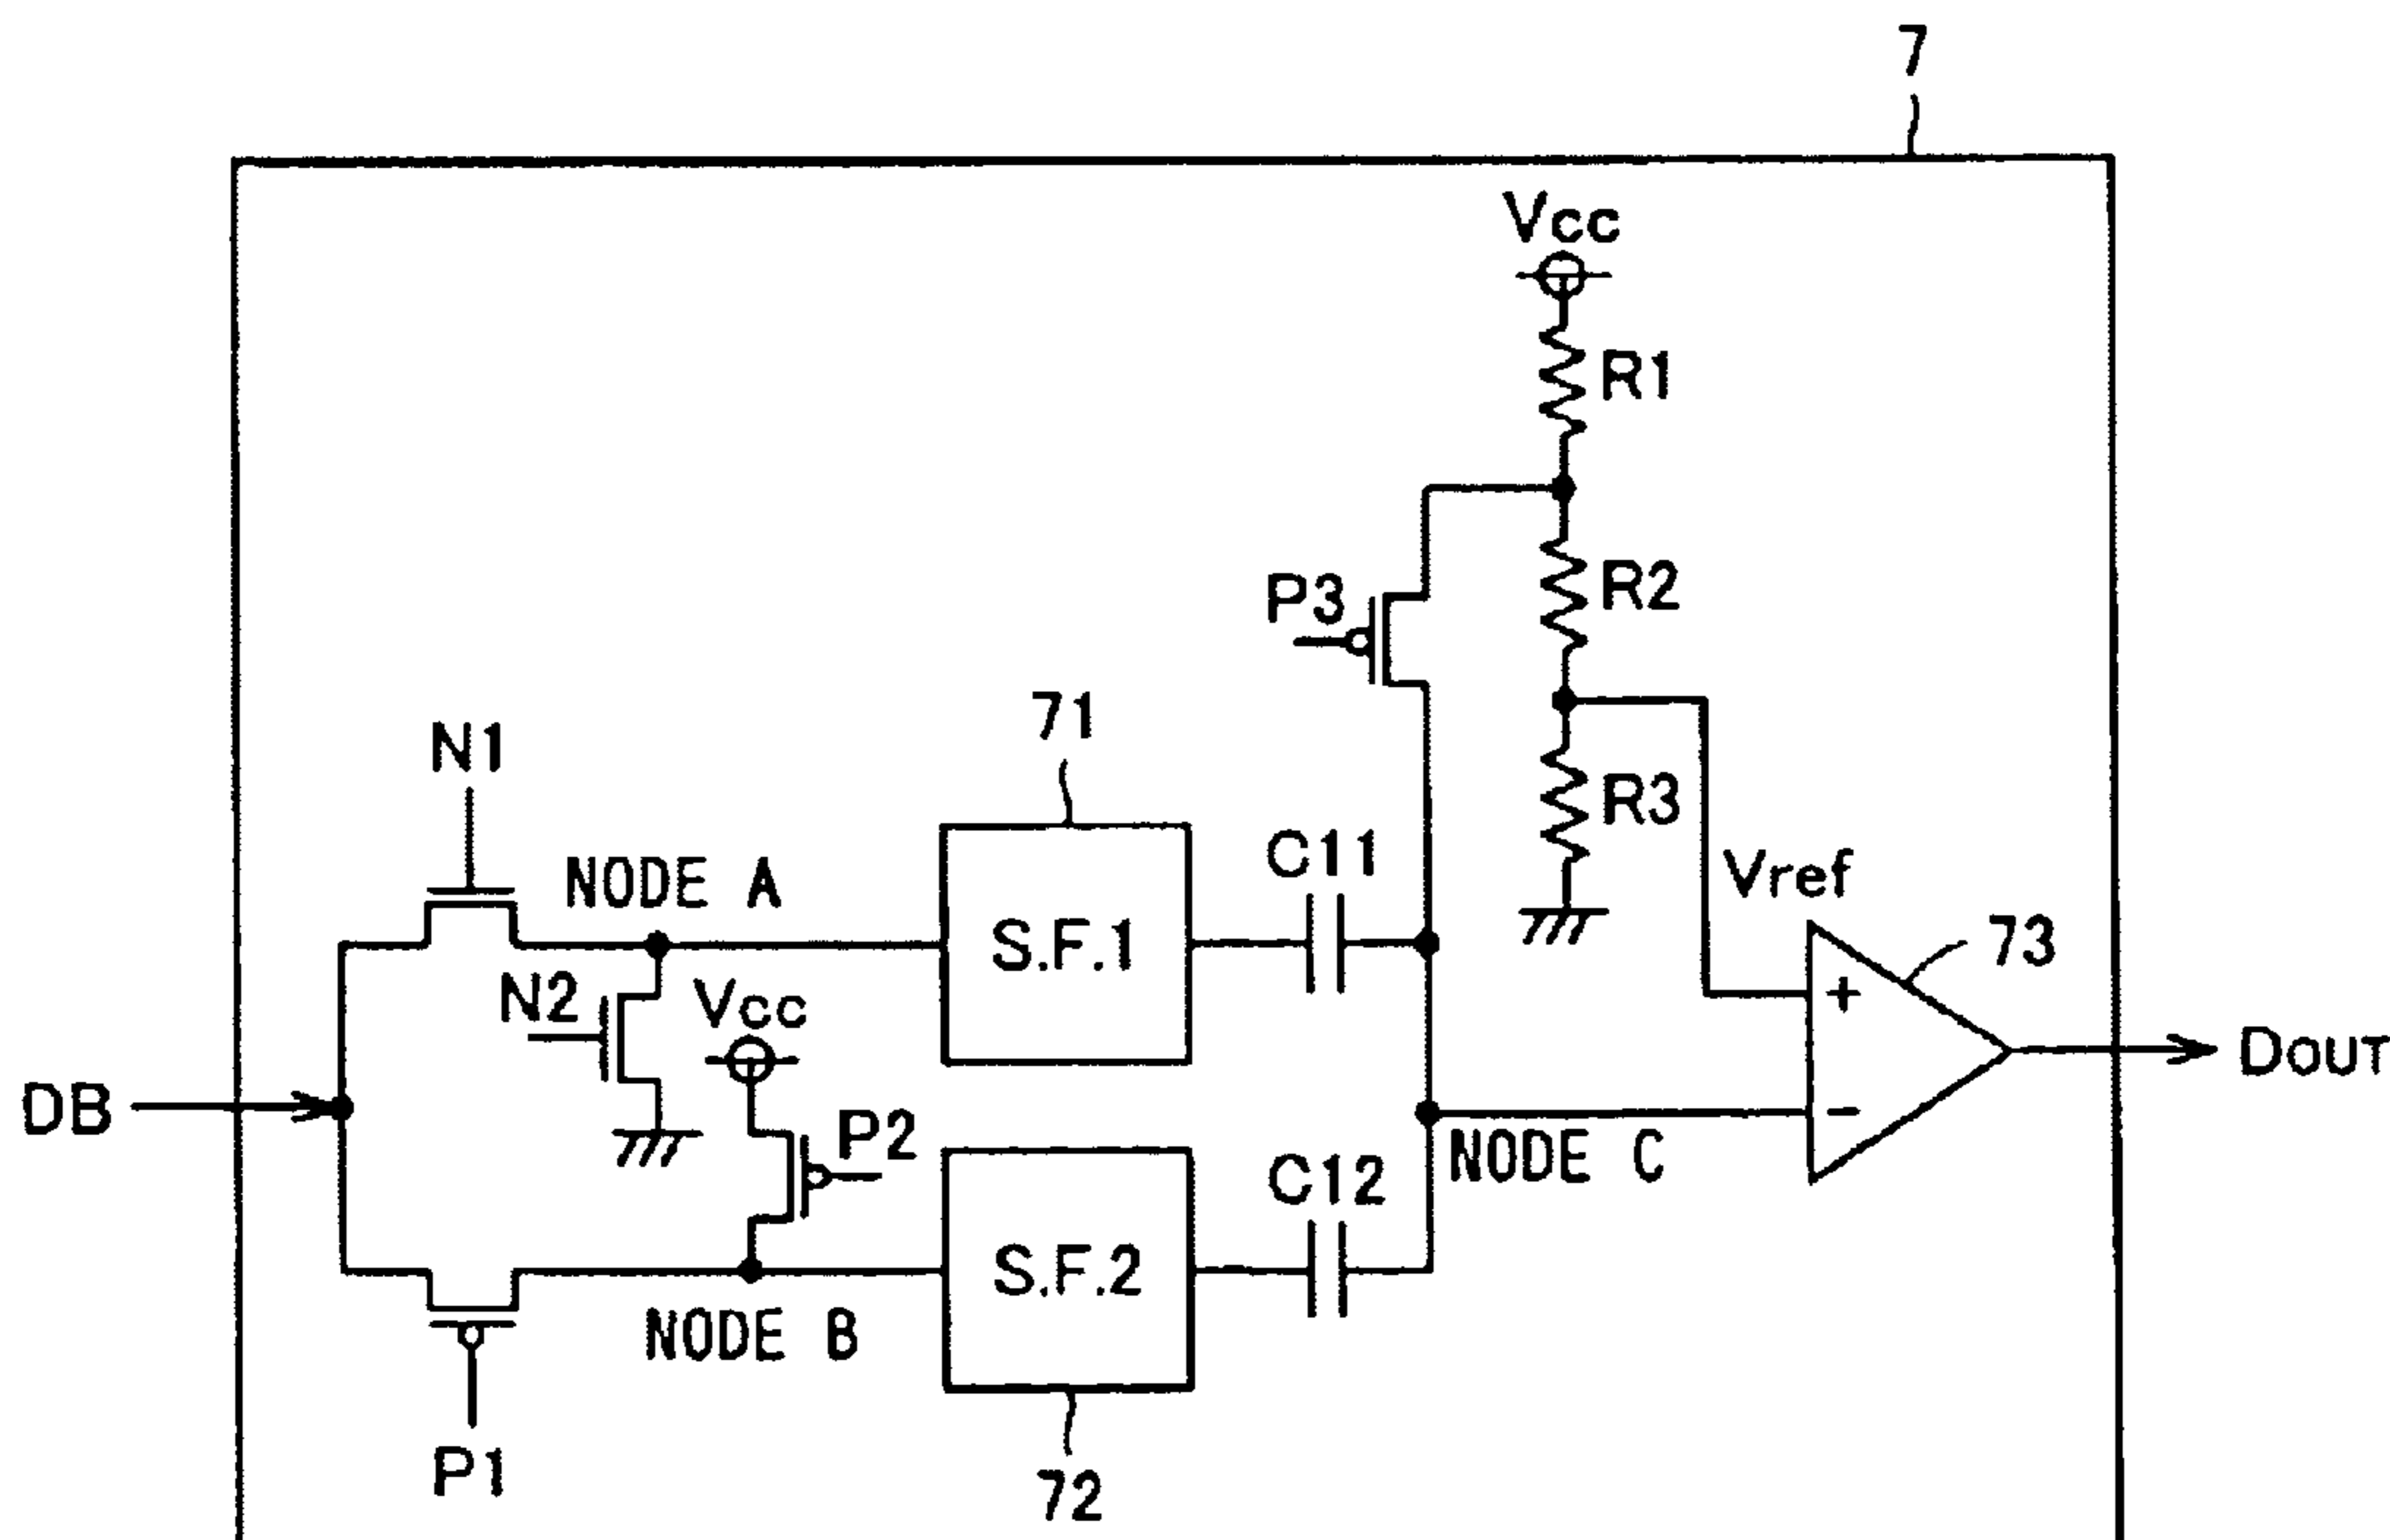 7
Vcc
R1
R2
P3
71
N1
R3
C11
NODE A
Vref
73
S.F.1
N2
Vcc
+
DOUT
DB
P2
−
NODE C
C12
S.F.2
NODE B
P1
72